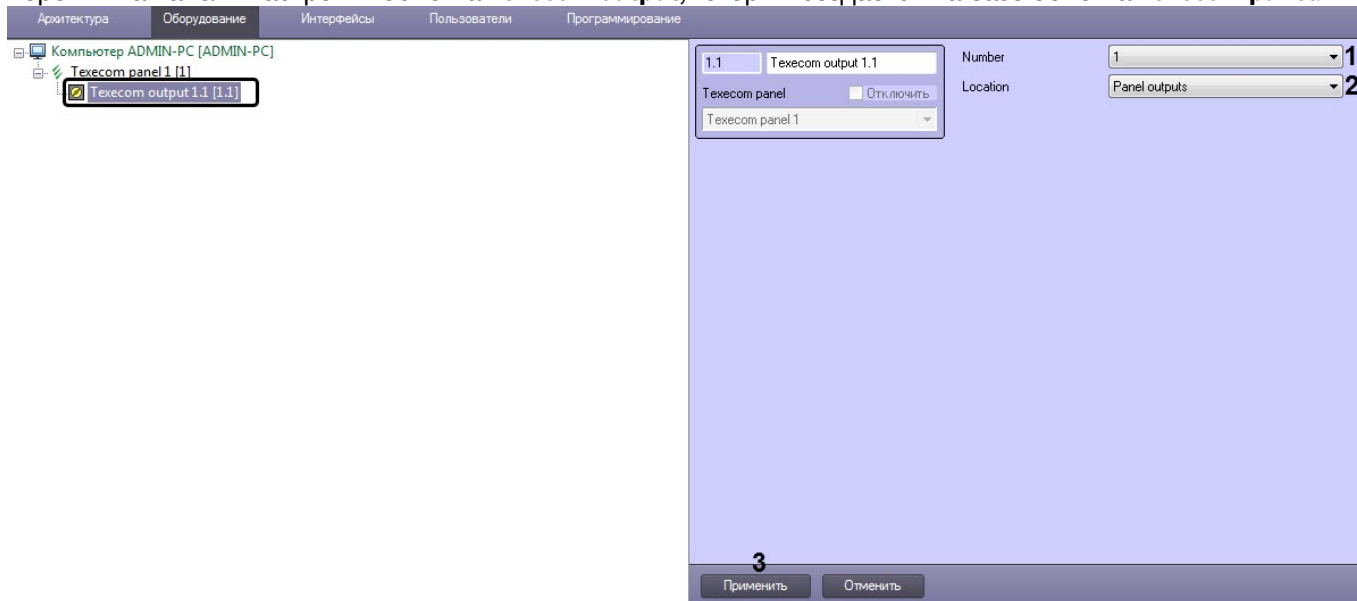 Архитектура Оборудование Интерфейсы Пользователи Программирование
Компьютер ADMIN-PC [ADMIN-PC]
Texecom panel 1 [1]
Texecom output 1.1 [1.1]
1.1 Texecom output 1.1
Texecom panel Отключить
Texecom panel 1
Number 1 1
Location Panel outputs 2
3
Применить Отменить